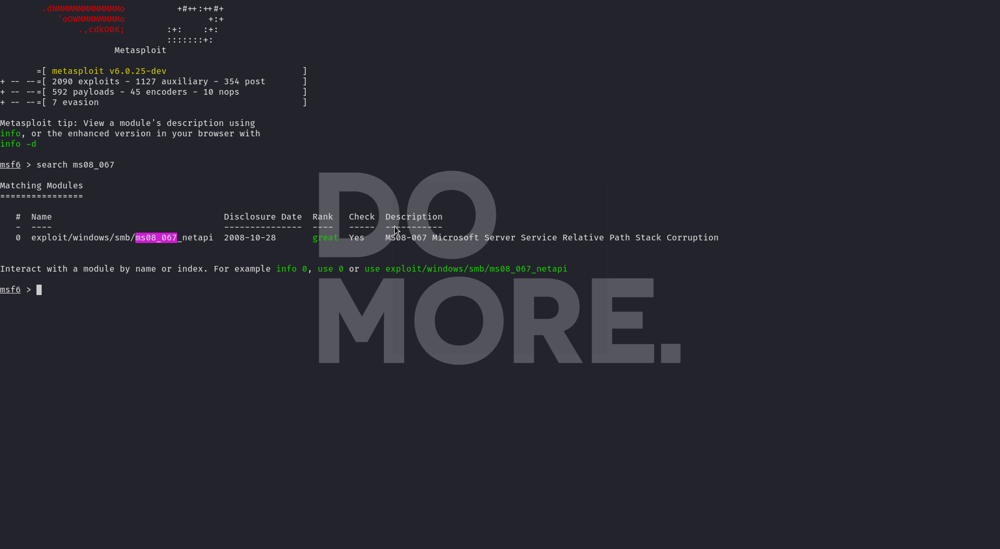 .dNMMMMMMMMMMMMo          +#++:++#+
'oOWMMMMMMMMo                +:+
.,cdkO0K;        :+:    :+:
:::::::+:
Metasploit
=[ metasploit v6.0.25-dev                          ]
+ -- --=[ 2090 exploits - 1127 auxiliary - 354 post       ]
+ -- --=[ 592 payloads - 45 encoders - 10 nops            ]
+ -- --=[ 7 evasion                                       ]
Metasploit tip: View a module's description using
info, or the enhanced version in your browser with
info -d
msf6 > search ms08_067
Matching Modules
================
#  Name                                 Disclosure Date  Rank   Check  Description
-  ----                                 ---------------  ----   -----  -----------
0  exploit/windows/smb/ms08_067_netapi  2008-10-28       great  Yes    MS08-067 Microsoft Server Service Relative Path Stack Corruption
Interact with a module by name or index. For example info 0, use 0 or use exploit/windows/smb/ms08_067_netapi
msf6 >
DO
MORE.